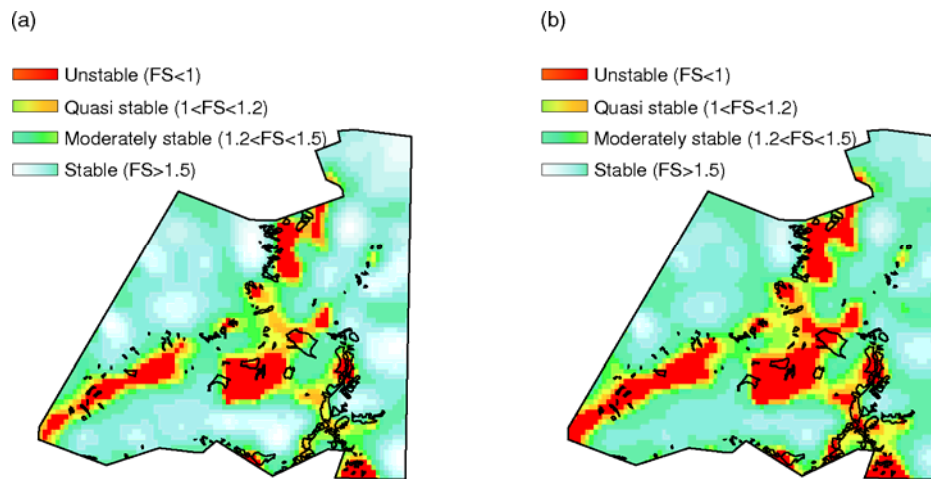 (a)
Unstable (FS<1)
Quasi stable (1<FS<1.2)
Moderately stable (1.2<FS<1.5)
Stable (FS>1.5)
(b)
Unstable (FS<1)
Quasi stable (1<FS<1.2)
Moderately stable (1.2<FS<1.5)
Stable (FS>1.5)